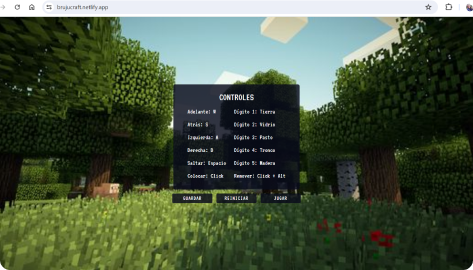 brujucraft.netlify.app
CONTROLES
Adelante: W Dígito 1: Tierra
Atrás: S Dígito 2: Vidrio
Izquierda: A Dígito 3: Pasto
Derecha: D Dígito 4: Tronco
Saltar: Espacio Dígito 5: Madera
Colocar: Click Remover: Click + Alt
GUARDAR REINICIAR JUGAR